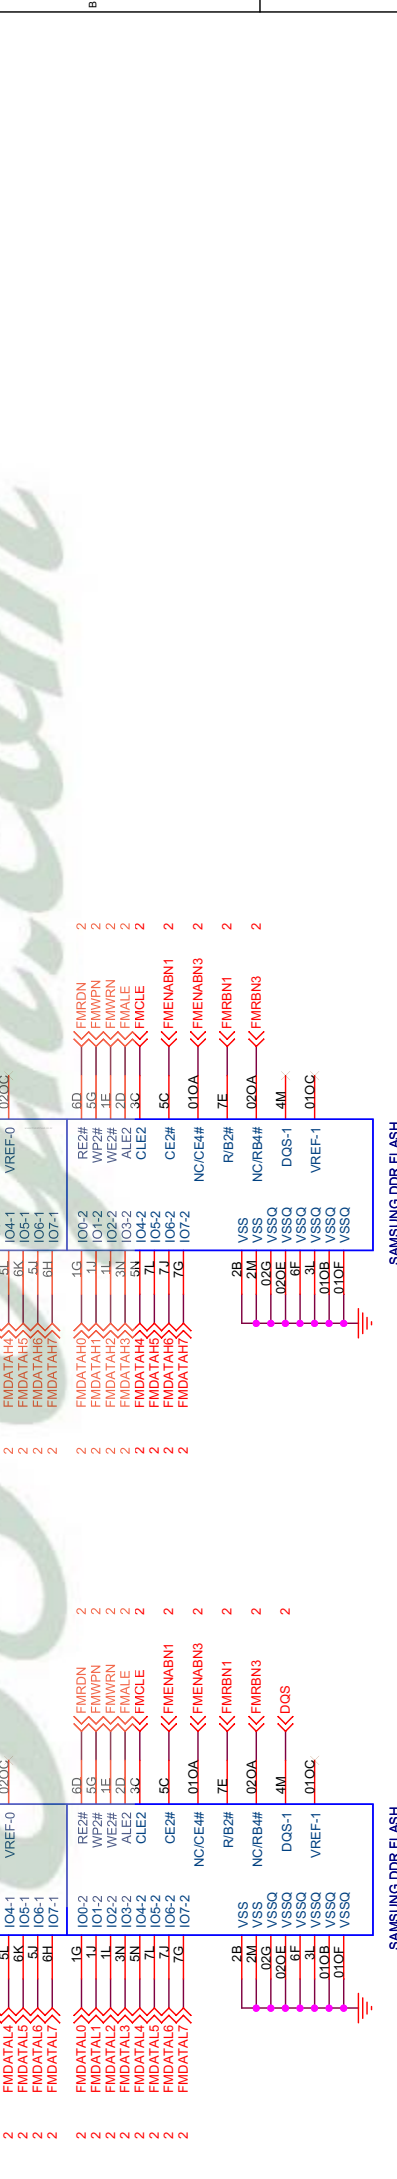 B
02OC
VREF-0
5L IO4-1
6K IO5-1
5J IO6-1
6H IO7-1
FMDATAH4 2
FMDATAH5 2
FMDATAH6 2
FMDATAH7 2
6D RE2# FMRDN 2
5G WP2# FMWPN 2
1E WE2# FMWRN 2
2D ALE2 FMALE 2
3C CLE2 FMCLE 2
5C CE2# FMENABN1 2
01OA NC/CE4# FMENABN3 2
7E R/B2# FMRBN1 2
02OA NC/RB4# FMRBN3 2
4M DQS-1
01OC VREF-1
2 FMDATAH0 1G IO0-2
2 FMDATAH1 1J IO1-2
2 FMDATAH2 1L IO2-2
2 FMDATAH3 3N IO3-2
2 FMDATAH4 5N IO4-2
2 FMDATAH5 7L IO5-2
2 FMDATAH6 7J IO6-2
2 FMDATAH7 7G IO7-2
2B VSS
2M VSS
02G VSSQ
02OE VSSQ
6F VSSQ
3L VSSQ
01OB VSSQ
01OF VSSQ
SAMSUNG DDR FLASH
02OC
VREF-0
5L IO4-1
6K IO5-1
5J IO6-1
6H IO7-1
2 FMDATAL4
2 FMDATAL5
2 FMDATAL6
2 FMDATAL7
6D RE2# FMRDN 2
5G WP2# FMWPN 2
1E WE2# FMWRN 2
2D ALE2 FMALE 2
3C CLE2 FMCLE 2
5C CE2# FMENABN1 2
01OA NC/CE4# FMENABN3 2
7E R/B2# FMRBN1 2
02OA NC/RB4# FMRBN3 2
4M DQS-1 DQS 2
01OC VREF-1
2 FMDATAL0 1G IO0-2
2 FMDATAL1 1J IO1-2
2 FMDATAL2 1L IO2-2
2 FMDATAL3 3N IO3-2
2 FMDATAL4 5N IO4-2
2 FMDATAL5 7L IO5-2
2 FMDATAL6 7J IO6-2
2 FMDATAL7 7G IO7-2
2B VSS
2M VSS
02G VSSQ
02OE VSSQ
6F VSSQ
3L VSSQ
01OB VSSQ
01OF VSSQ
SAMSUNG DDR FLASH